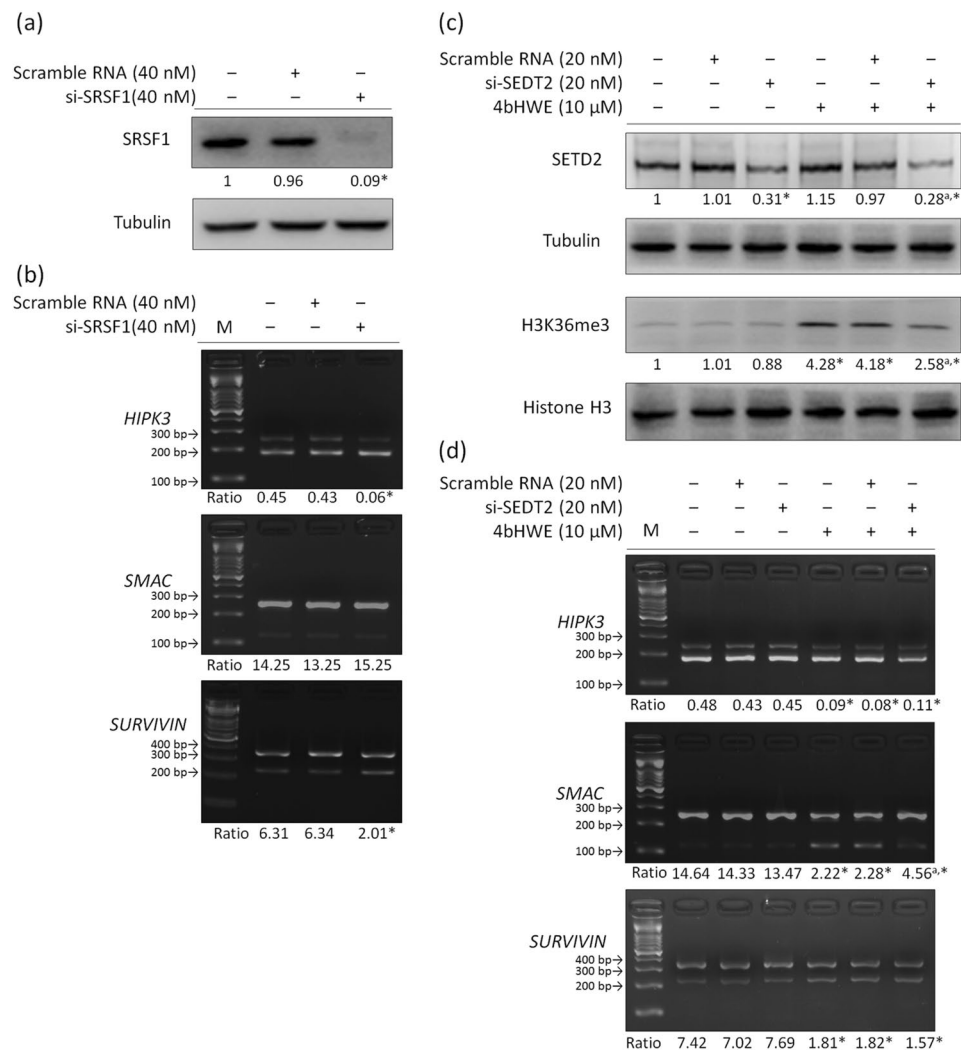 (a)
Scramble RNA (40 nM) – + –
si-SRSF1(40 nM) – – +
SRSF1
1 0.96 0.09*
Tubulin
(b)
Scramble RNA (40 nM) – + –
si-SRSF1(40 nM) M – – +
HIPK3
300 bp→
200 bp→
100 bp→
Ratio 0.45 0.43 0.06*
SMAC
300 bp→
200 bp→
100 bp→
Ratio 14.25 13.25 15.25
SURVIVIN
400 bp→
300 bp→
200 bp→
Ratio 6.31 6.34 2.01*
(c)
Scramble RNA (20 nM) – + – – + –
si-SEDT2 (20 nM) – – + – – +
4bHWE (10 µM) – – – + + +
SETD2
1 1.01 0.31* 1.15 0.97 0.28a,*
Tubulin
H3K36me3
1 1.01 0.88 4.28* 4.18* 2.58a,*
Histone H3
(d)
Scramble RNA (20 nM) – + – – + –
si-SEDT2 (20 nM) – – + – – +
4bHWE (10 µM) M – – – + + +
HIPK3
300 bp→
200 bp→
100 bp→
Ratio 0.48 0.43 0.45 0.09* 0.08* 0.11*
SMAC
300 bp→
200 bp→
100 bp→
Ratio 14.64 14.33 13.47 2.22* 2.28* 4.56a,*
SURVIVIN
400 bp→
300 bp→
200 bp→
Ratio 7.42 7.02 7.69 1.81* 1.82* 1.57*